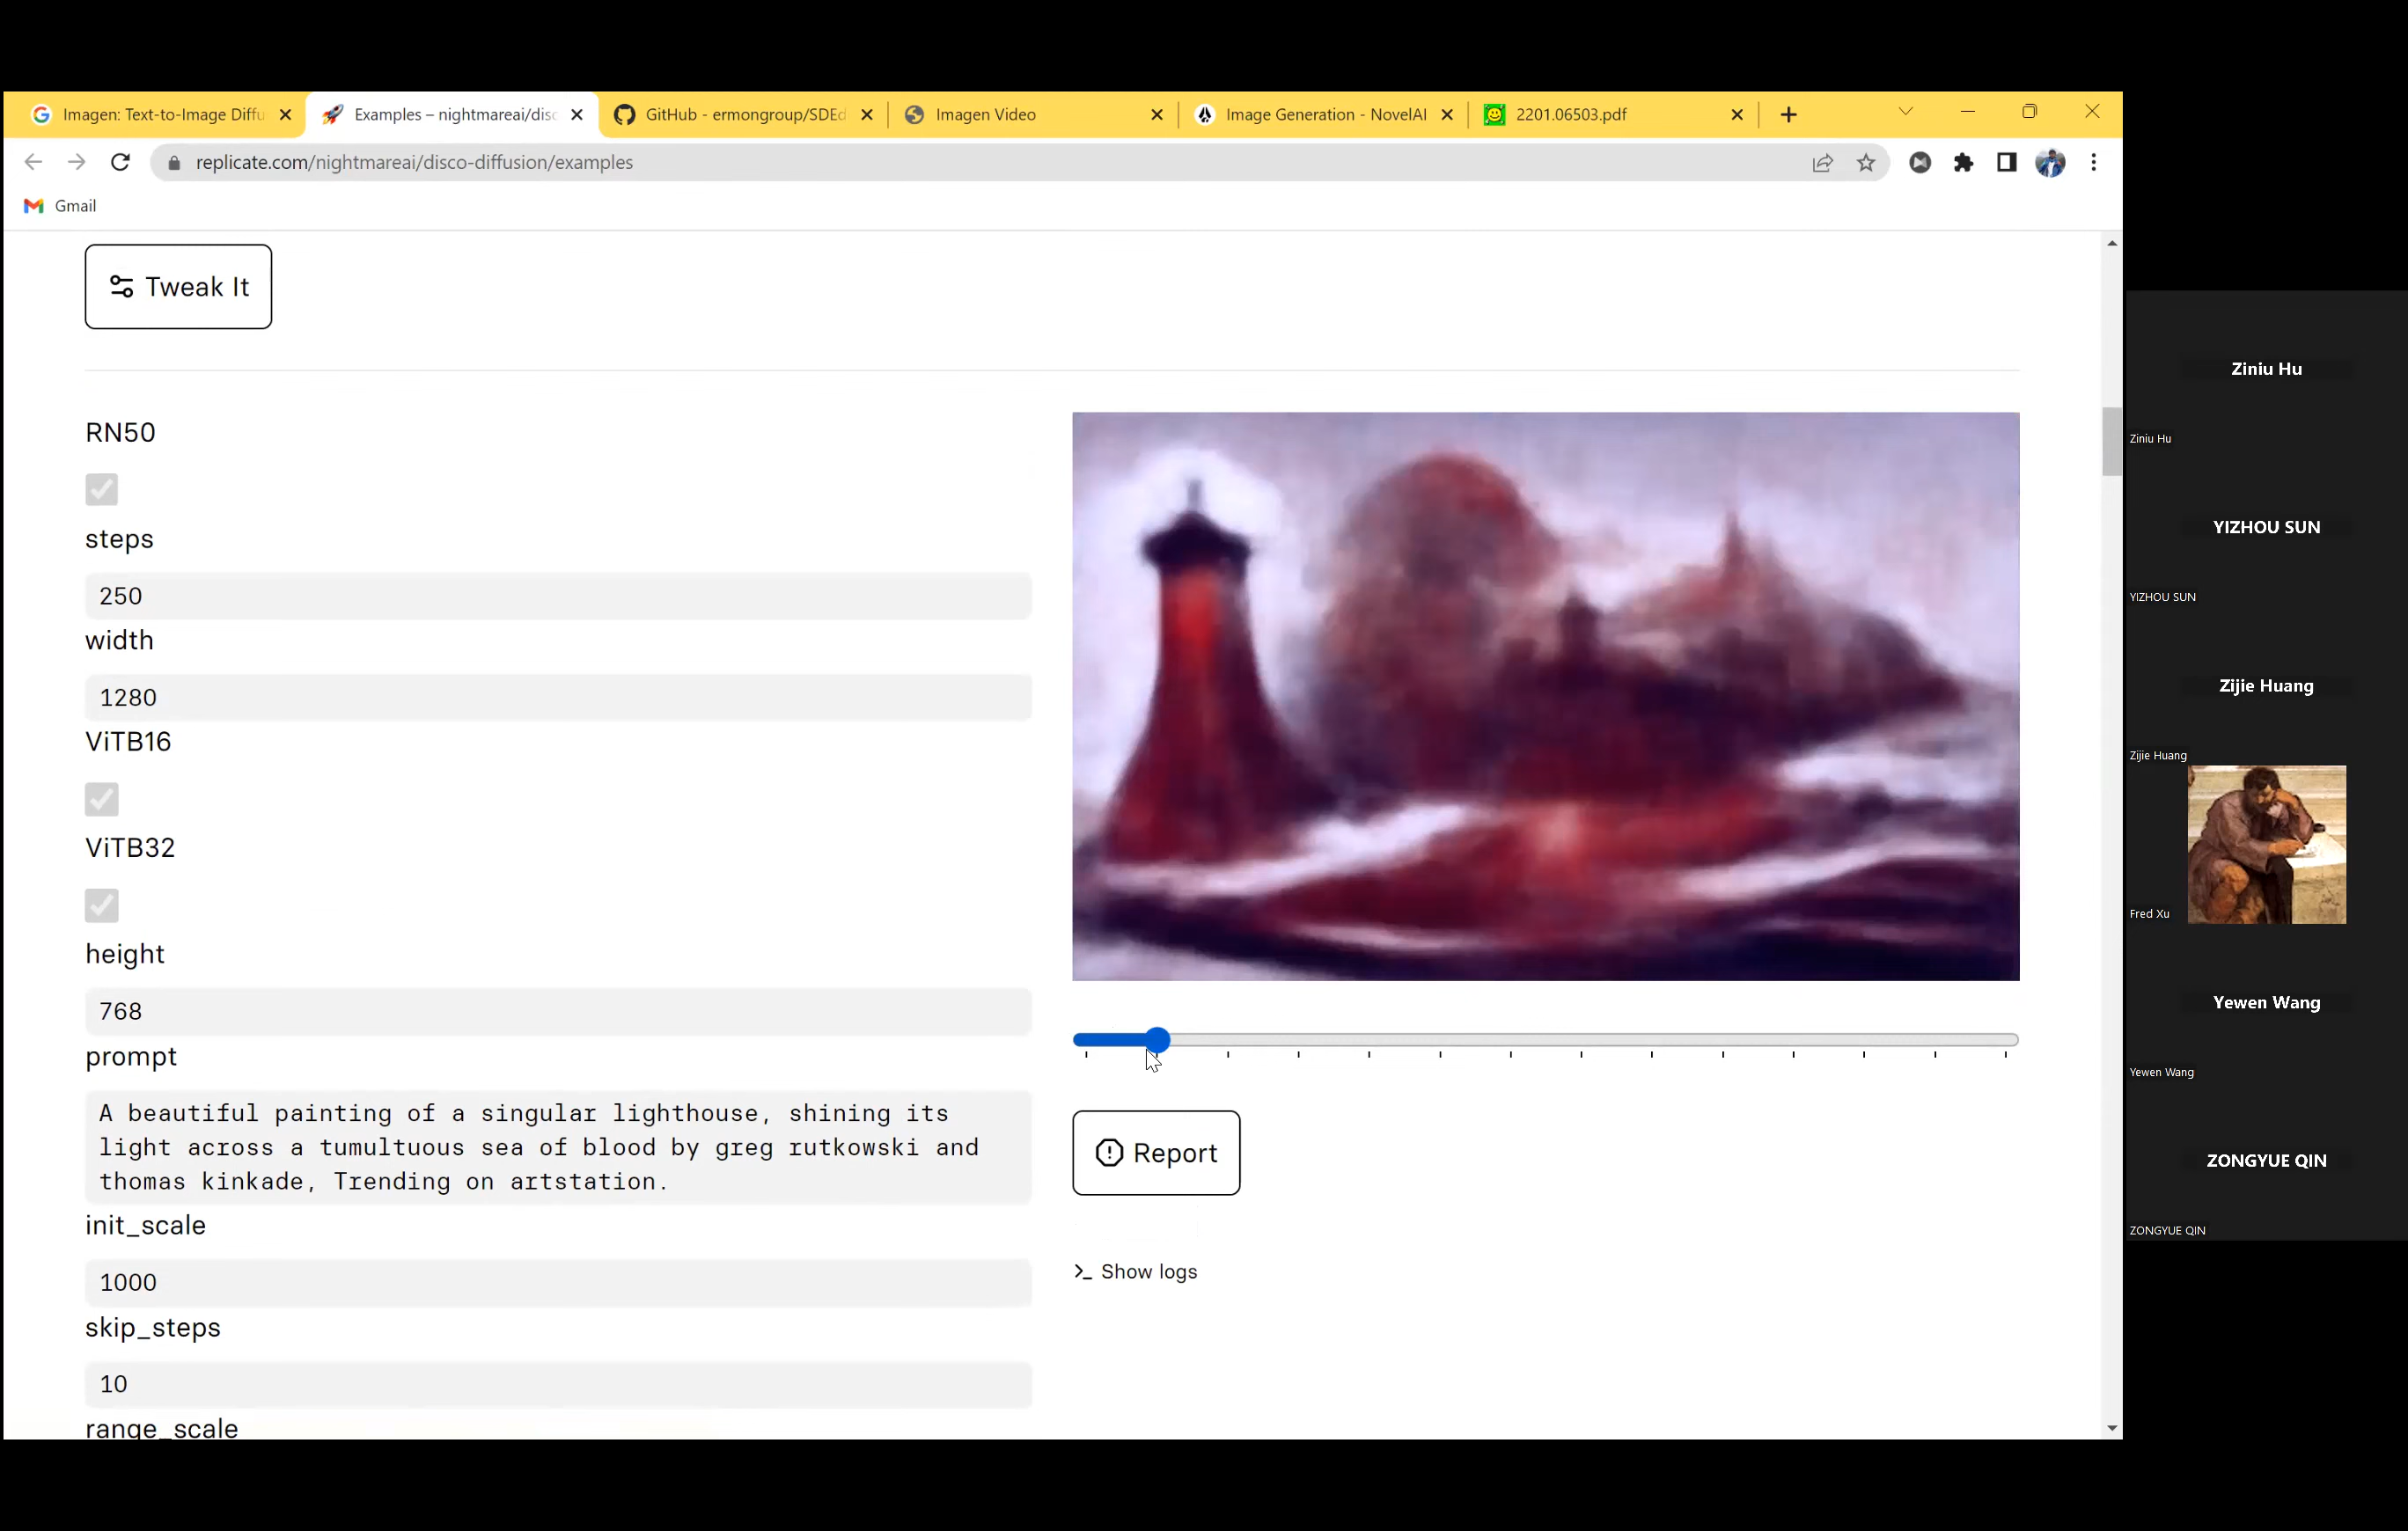 Imagen: Text-to-Image Diffu
Examples – nightmareai/disc
GitHub - ermongroup/SDEd
Imagen Video
Image Generation - NovelAI
2201.06503.pdf
replicate.com/nightmareai/disco-diffusion/examples
Gmail
Tweak It
RN50
steps
250
width
1280
ViTB16
ViTB32
height
768
prompt
A beautiful painting of a singular lighthouse, shining its
light across a tumultuous sea of blood by greg rutkowski and
thomas kinkade, Trending on artstation.
init_scale
1000
skip_steps
10
range_scale
Report
Show logs
Ziniu Hu
Ziniu Hu
YIZHOU SUN
YIZHOU SUN
Zijie Huang
Zijie Huang
Fred Xu
Yewen Wang
Yewen Wang
ZONGYUE QIN
ZONGYUE QIN